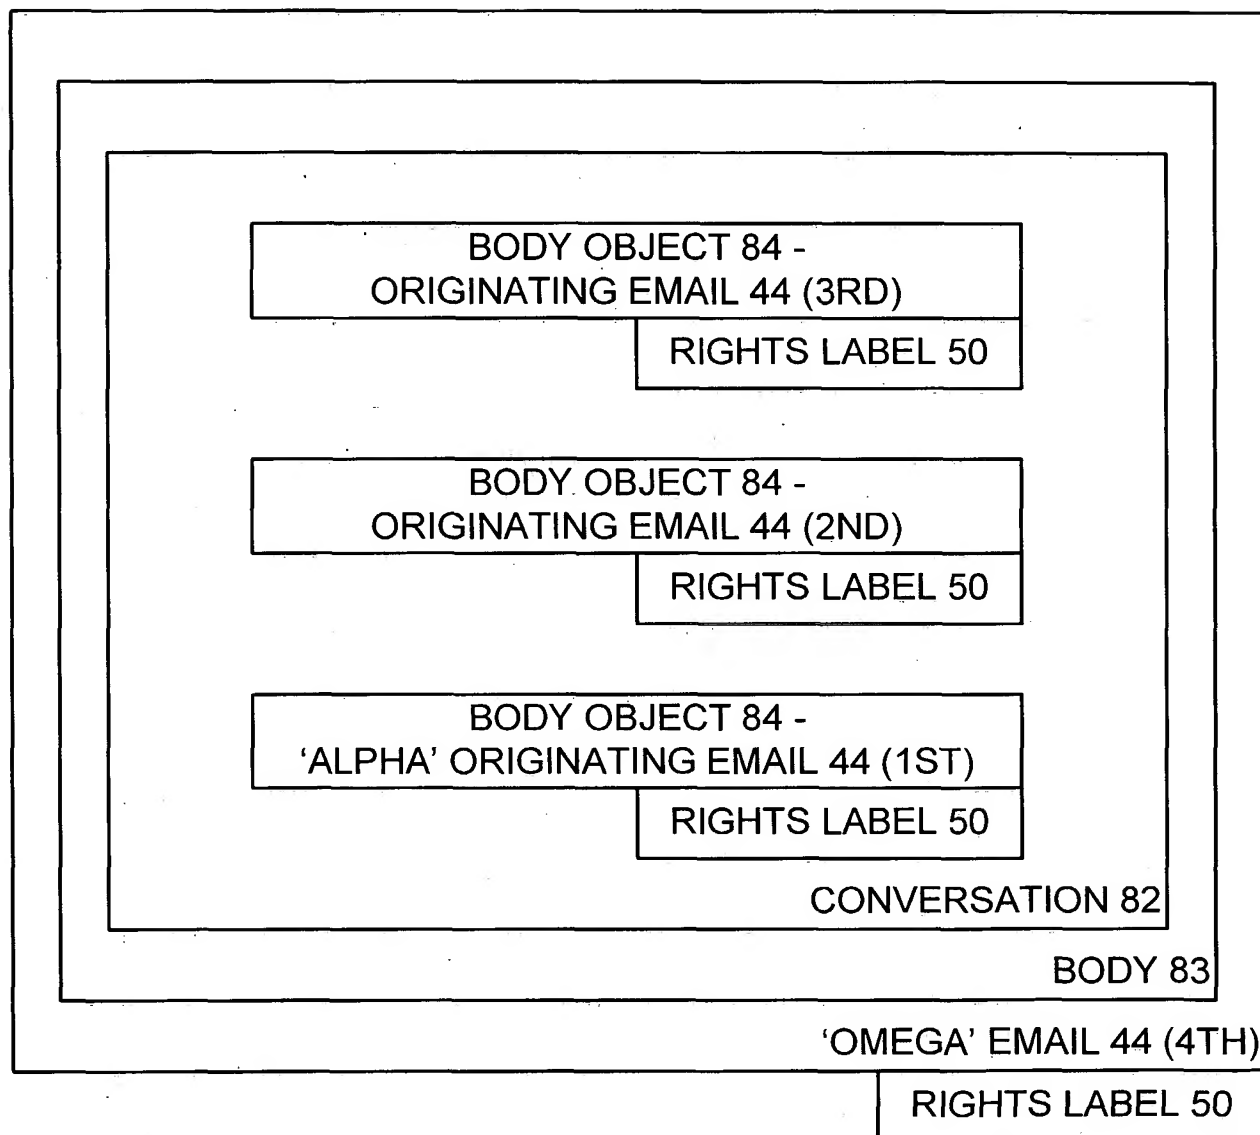 BODY OBJECT 84 -
ORIGINATING EMAIL 44 (3RD)
RIGHTS LABEL 50
BODY OBJECT 84 -
ORIGINATING EMAIL 44 (2ND)
RIGHTS LABEL 50
BODY OBJECT 84 -
‘ALPHA’ ORIGINATING EMAIL 44 (1ST)
RIGHTS LABEL 50
CONVERSATION 82
BODY 83
‘OMEGA’ EMAIL 44 (4TH)
RIGHTS LABEL 50